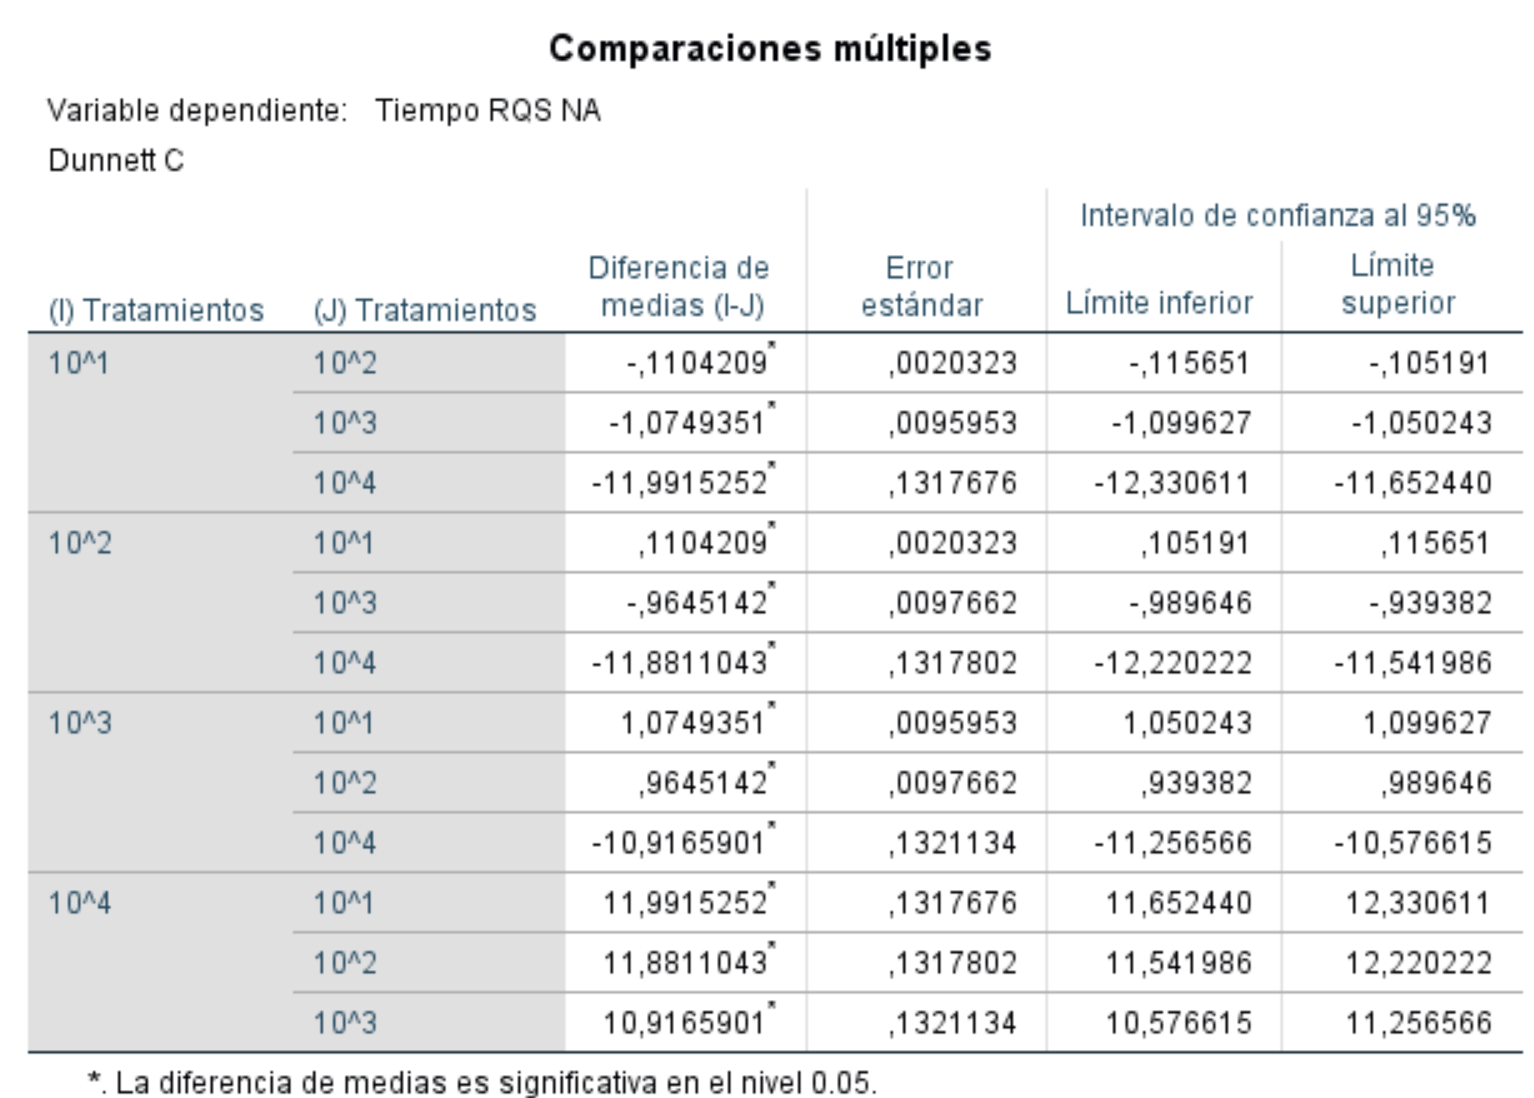 Comparaciones múltiples
Variable dependiente: Tiempo RQS NA
Dunnett C
(I) Tratamientos (J) Tratamientos Diferencia de medias (I-J) Error estándar Intervalo de confianza al 95%
Límite inferior Límite superior
10^1 10^2 -,1104209* ,0020323 -,115651 -,105191
10^3 -1,0749351* ,0095953 -1,099627 -1,050243
10^4 -11,9915252* ,1317676 -12,330611 -11,652440
10^2 10^1 ,1104209* ,0020323 ,105191 ,115651
10^3 -,9645142* ,0097662 -,989646 -,939382
10^4 -11,8811043* ,1317802 -12,220222 -11,541986
10^3 10^1 1,0749351* ,0095953 1,050243 1,099627
10^2 ,9645142* ,0097662 ,939382 ,989646
10^4 -10,9165901* ,1321134 -11,256566 -10,576615
10^4 10^1 11,9915252* ,1317676 11,652440 12,330611
10^2 11,8811043* ,1317802 11,541986 12,220222
10^3 10,9165901* ,1321134 10,576615 11,256566
*. La diferencia de medias es significativa en el nivel 0.05.